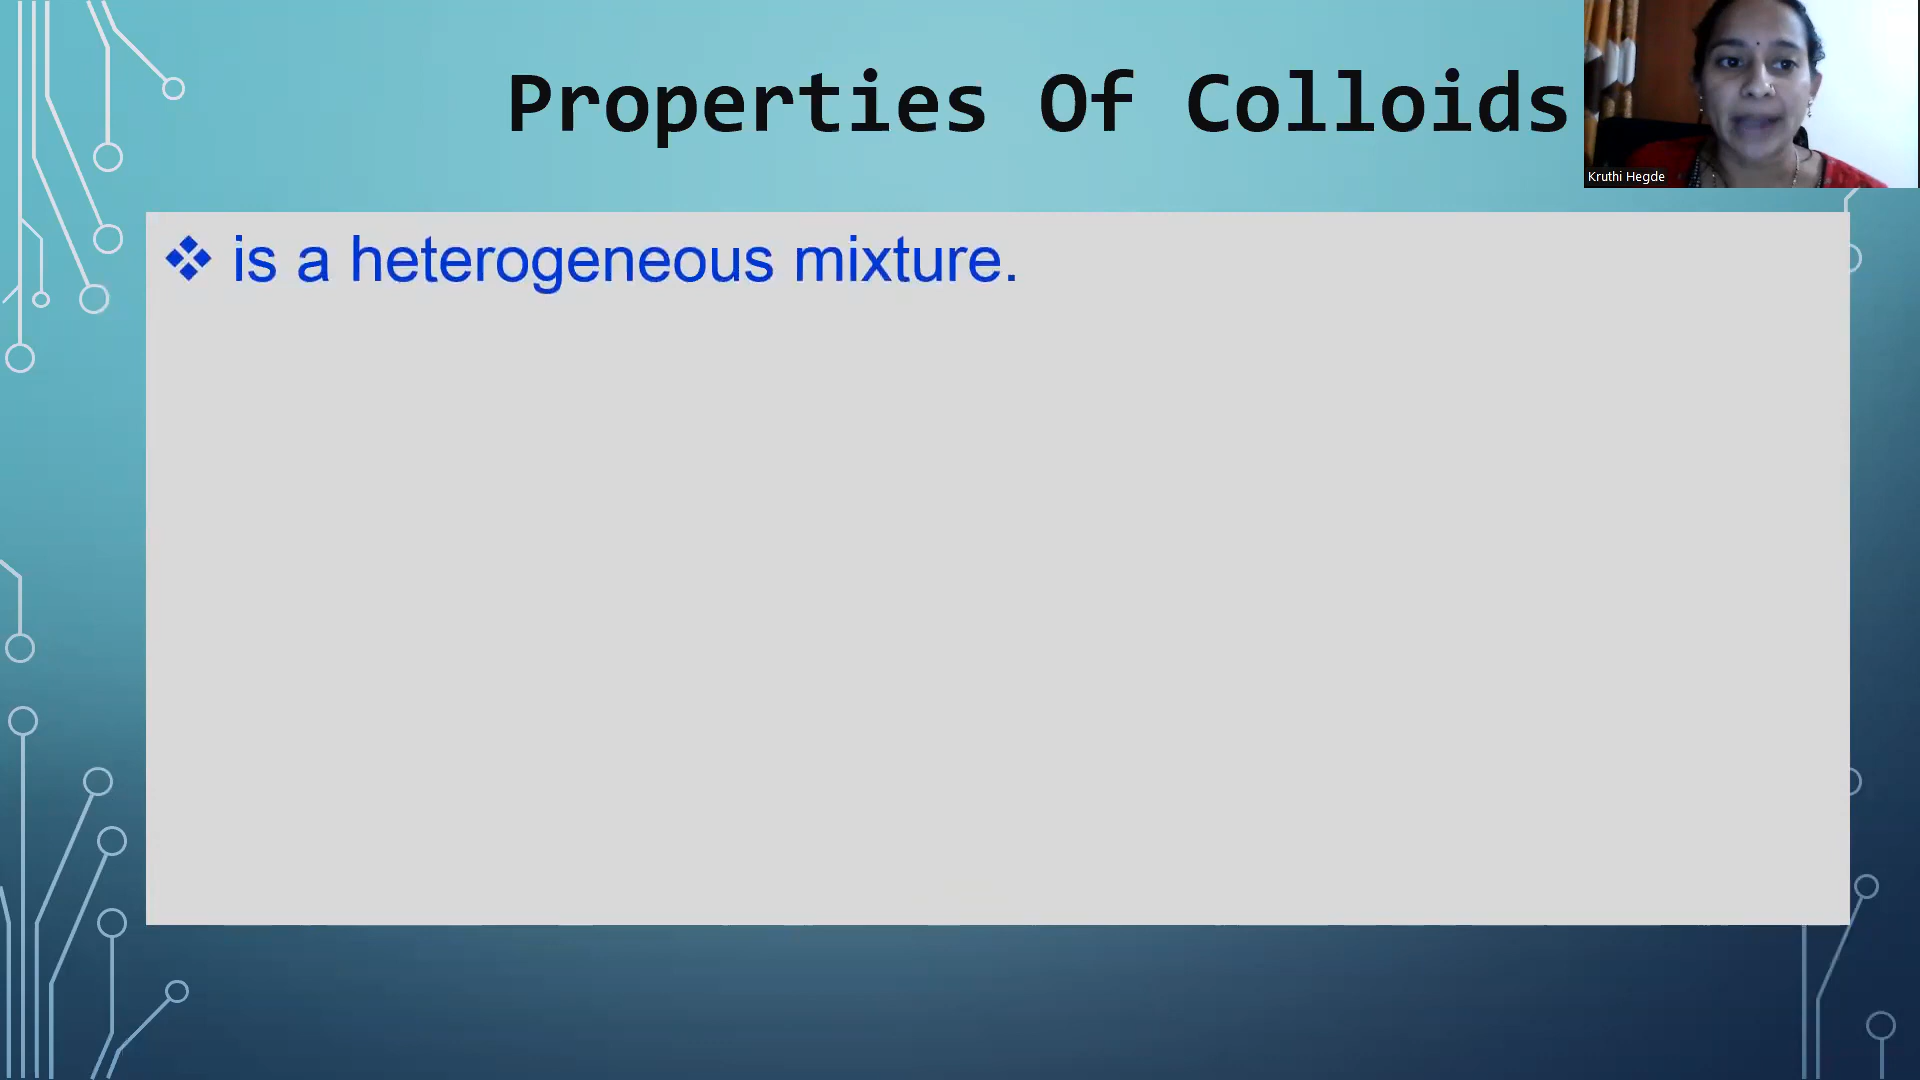 Properties Of Colloids
Kruthi Hegde
❖ is a heterogeneous mixture.